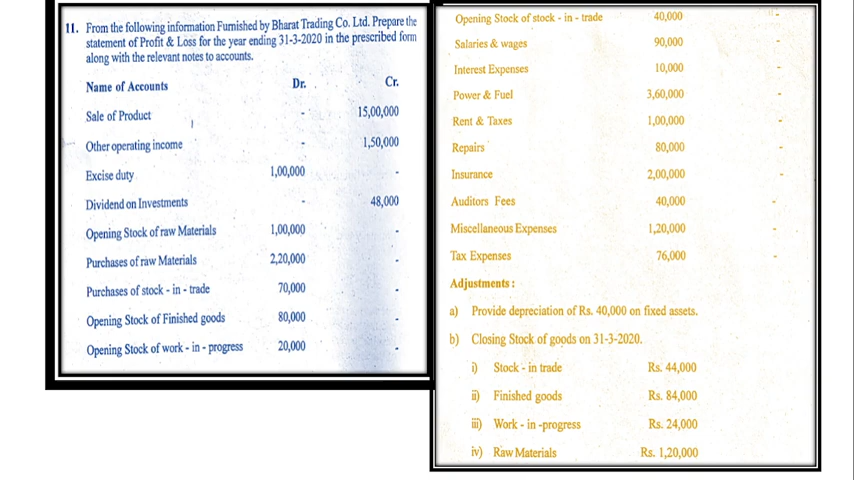 11. From the following information Furnished by Bharat Trading Co. Ltd. Prepare the
statement of Profit & Loss for the year ending 31-3-2020 in the prescribed form
along with the relevant notes to accounts.
Name of Accounts Dr. Cr.
Sale of Product - 15,00,000
Other operating income - 1,50,000
Excise duty 1,00,000 -
Dividend on Investments - 48,000
Opening Stock of raw Materials 1,00,000 -
Purchases of raw Materials 2,20,000 -
Purchases of stock - in - trade 70,000 -
Opening Stock of Finished goods 80,000 -
Opening Stock of work - in - progress 20,000 -
Opening Stock of stock - in - trade 40,000 -
Salaries & wages 90,000 -
Interest Expenses 10,000 -
Power & Fuel 3,60,000 -
Rent & Taxes 1,00,000 -
Repairs 80,000 -
Insurance 2,00,000 -
Auditors Fees 40,000 -
Miscellaneous Expenses 1,20,000 -
Tax Expenses 76,000 -
Adjustments :
a) Provide depreciation of Rs. 40,000 on fixed assets.
b) Closing Stock of goods on 31-3-2020.
i) Stock - in trade Rs. 44,000
ii) Finished goods Rs. 84,000
iii) Work - in -progress Rs. 24,000
iv) Raw Materials Rs. 1,20,000